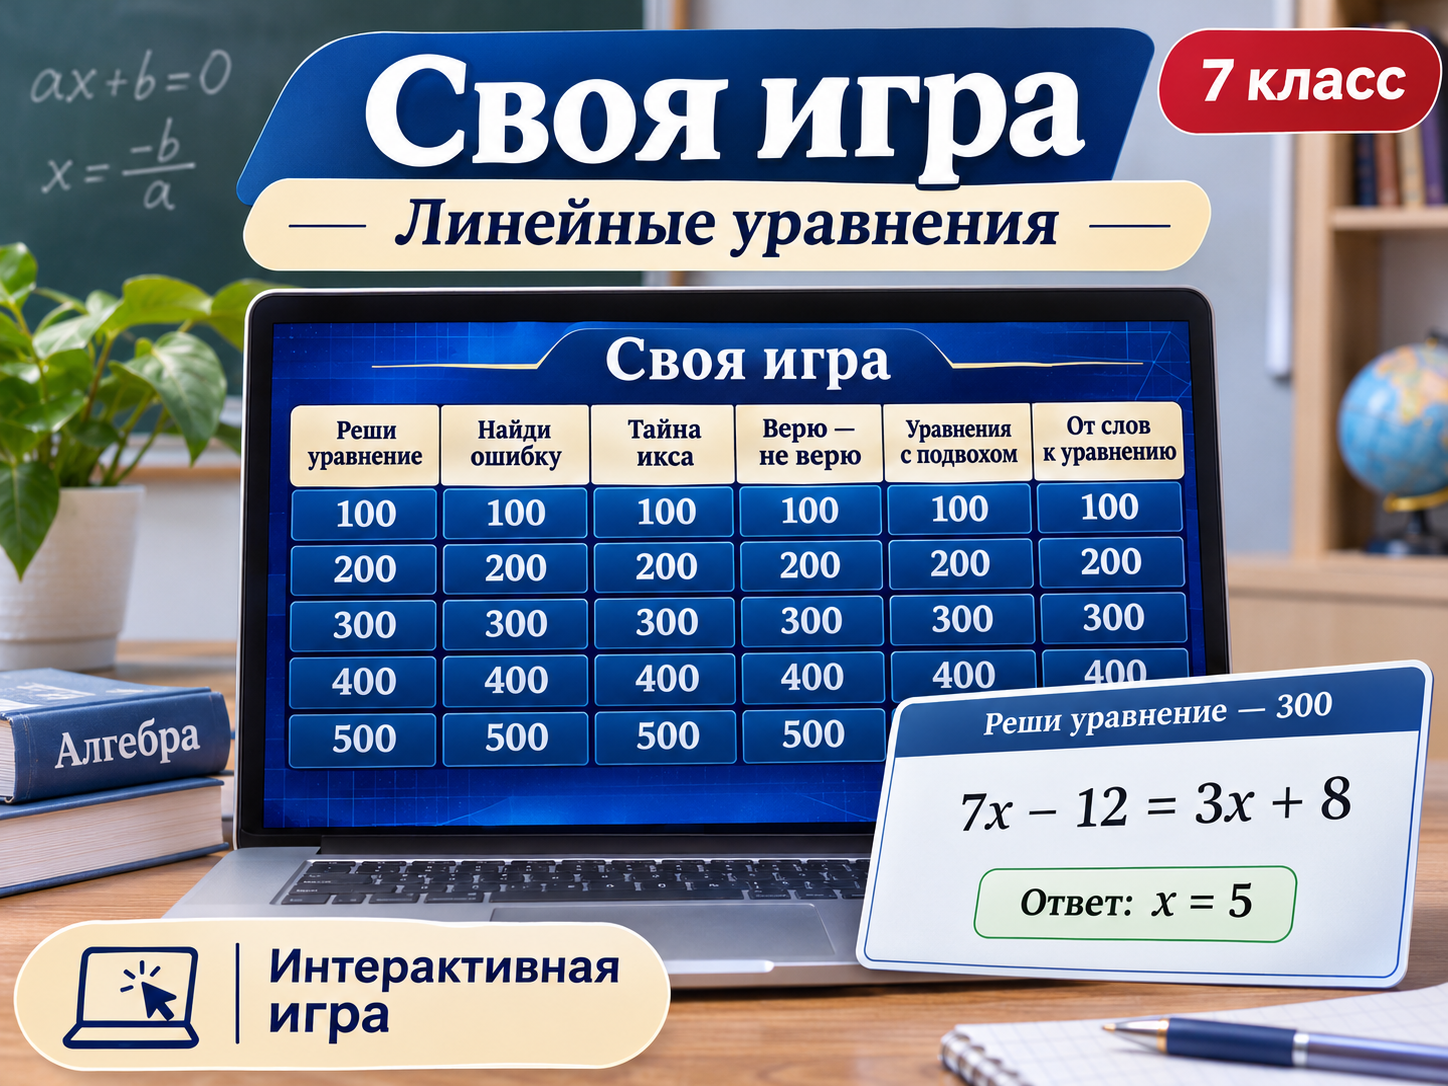 ax+b=0
x = -b/a
Своя игра
7 класс
Линейные уравнения
Своя игра
Реши уравнение
Найди ошибку
Тайна икса
Верю — не верю
Уравнения с подвохом
От слов к уравнению
100 100 100 100 100 100
200 200 200 200 200 200
300 300 300 300 300 300
400 400 400 400 400 400
500 500 500 500
Реши уравнение — 300
7x − 12 = 3x + 8
Ответ: x = 5
Алгебра
Интерактивная
игра